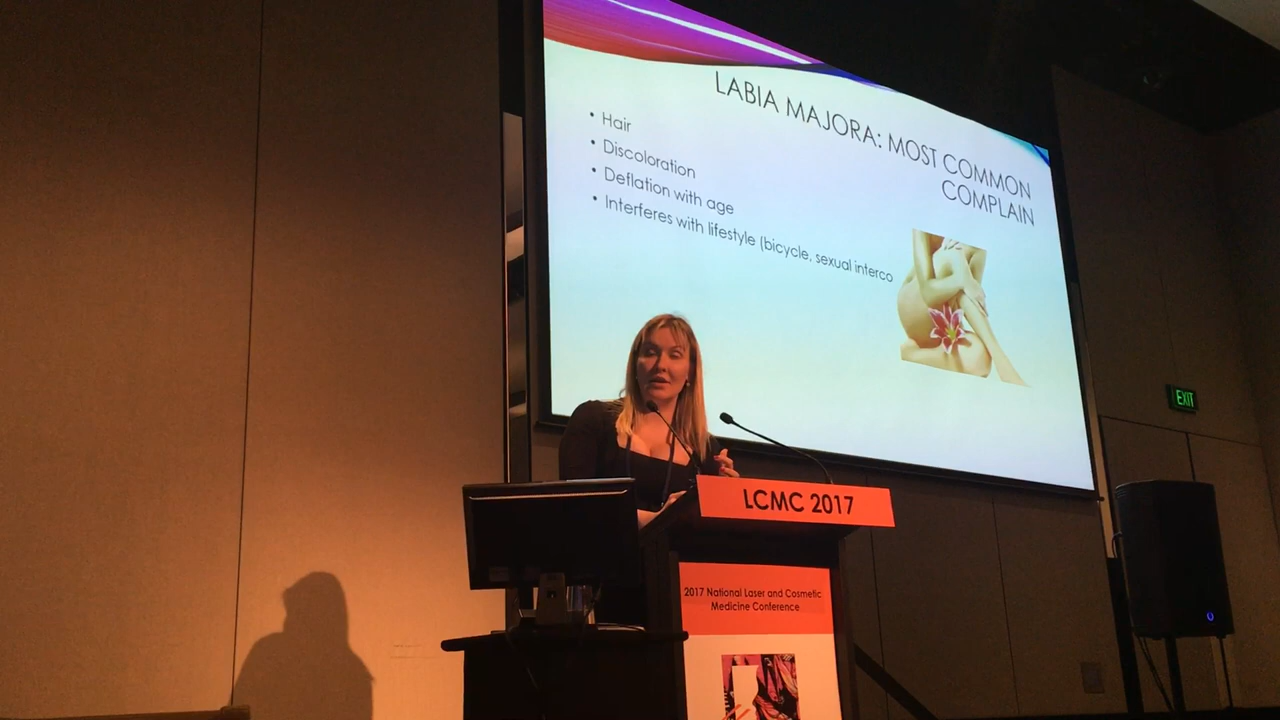 LABIA MAJORA: MOST COMMON
COMPLAIN
• Hair
• Discoloration
• Deflation with age
• Interferes with lifestyle (bicycle, sexual interco
EXIT
LCMC 2017
2017 National Laser and Cosmetic
Medicine Conference